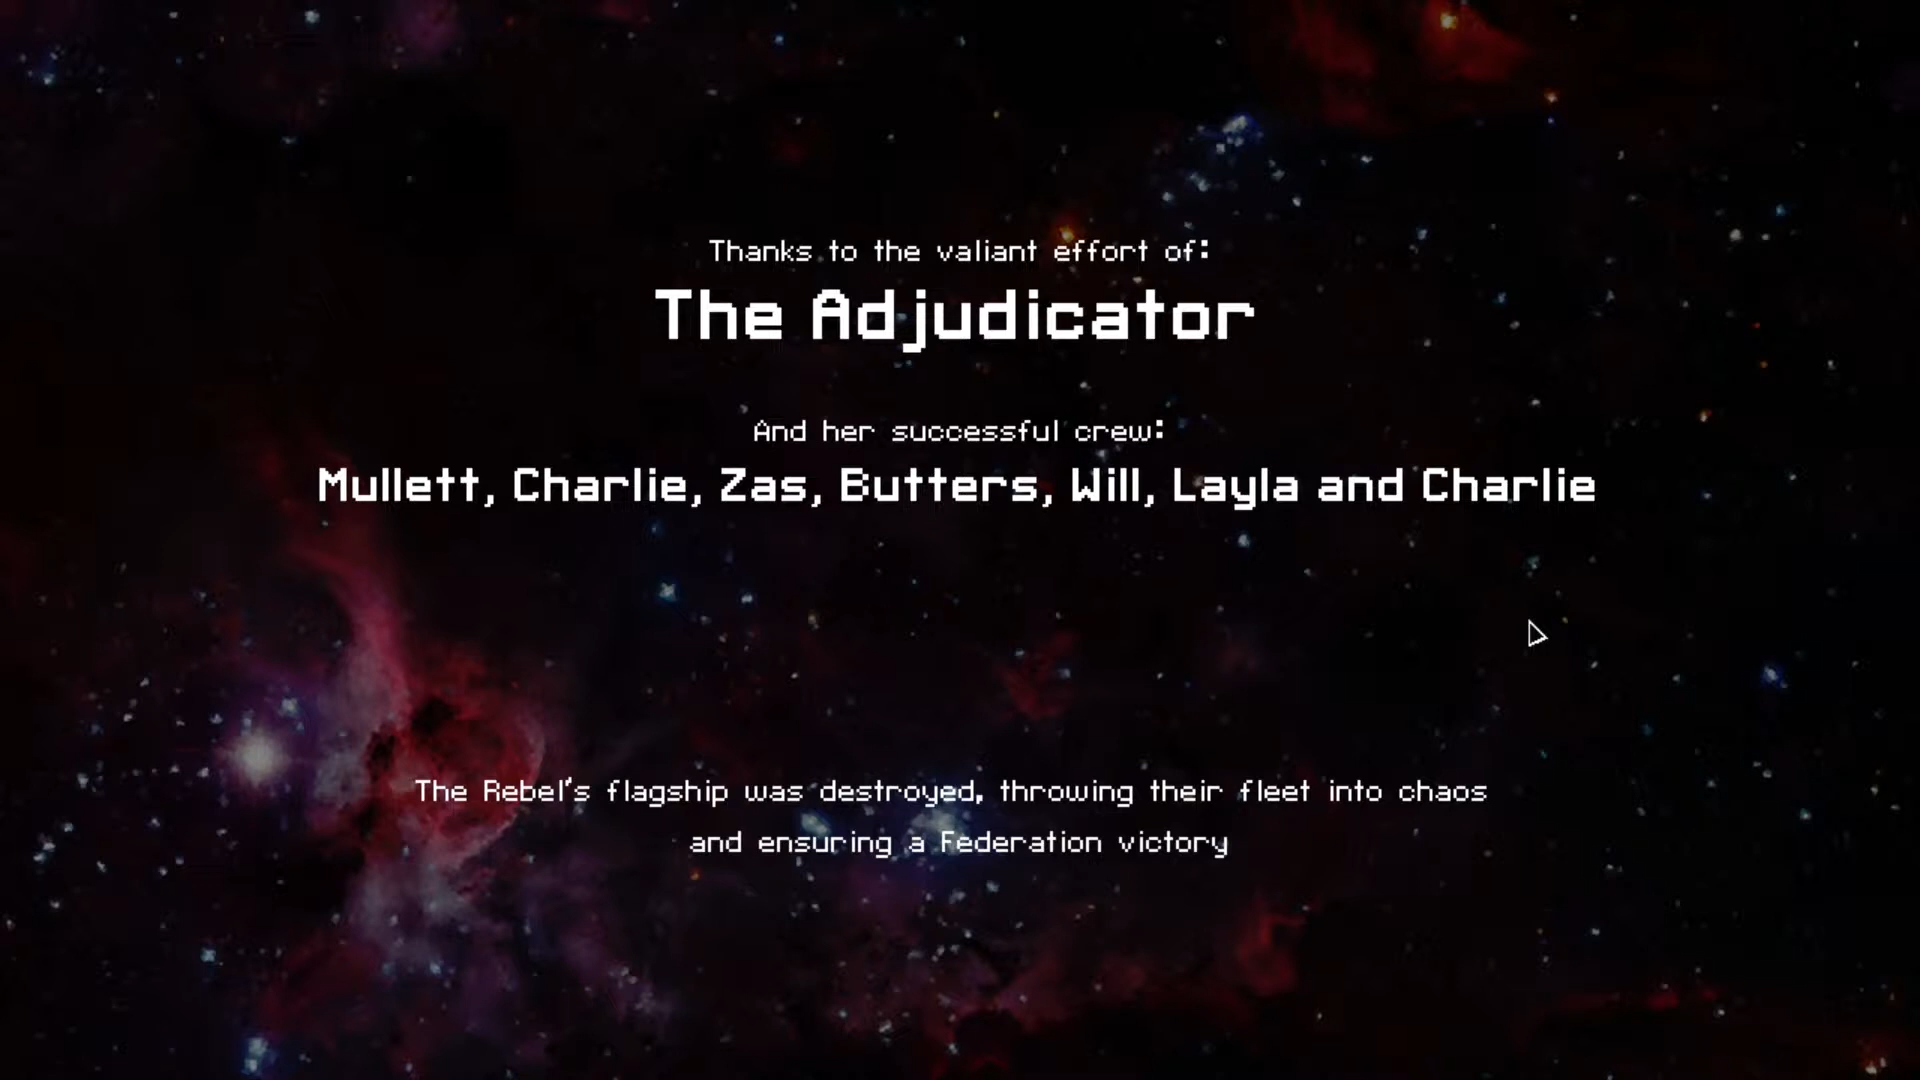 Thanks to the valiant effort of:
The Adjudicator
And her successful crew:
Mullett, Charlie, Zas, Butters, Will, Layla and Charlie
The Rebel's flagship was destroyed, throwing their fleet into chaos
and ensuring a Federation victory